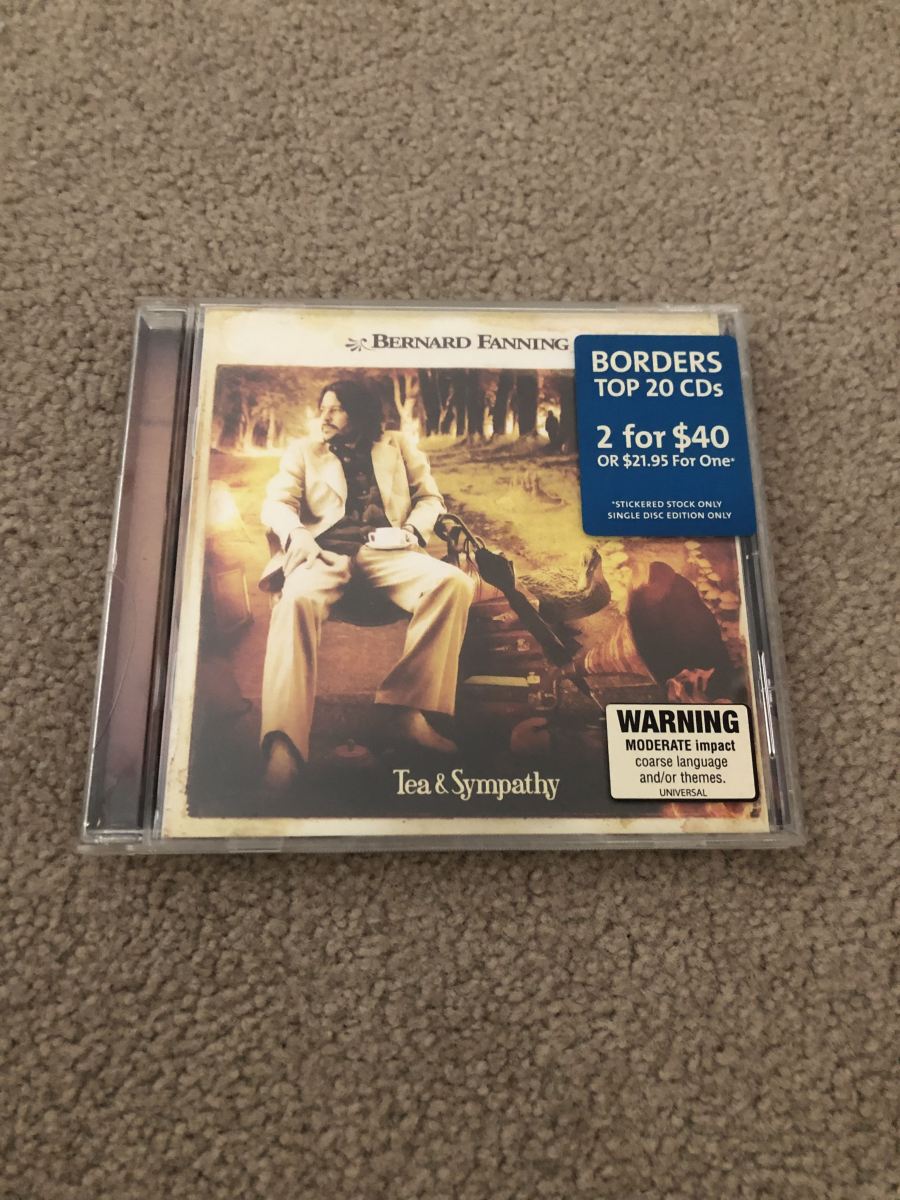 BERNARD FANNING
BORDERS
TOP 20 CDs
2 for $40
OR $21.95 For One*
*STICKERED STOCK ONLY
SINGLE DISC EDITION ONLY
WARNING
MODERATE impact
coarse language
and/or themes.
UNIVERSAL
Tea & Sympathy